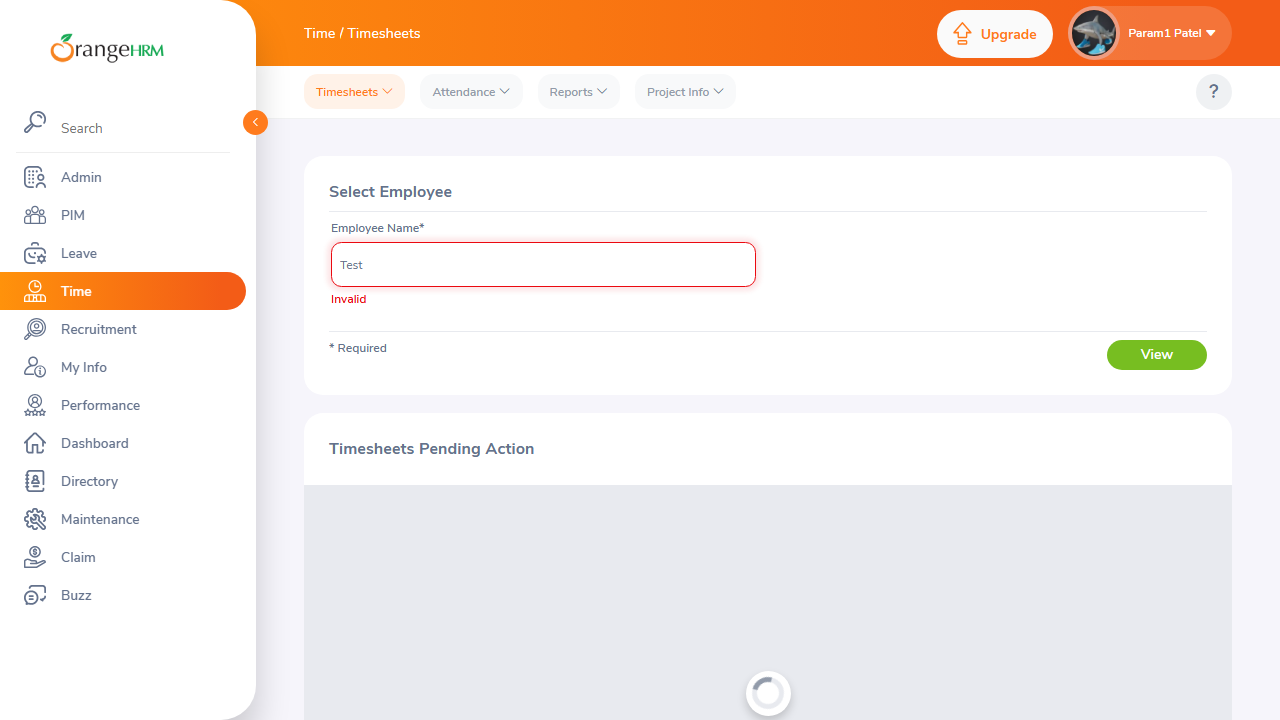 OrangeHRM
Time / Timesheets
Upgrade
Param1 Patel
Timesheets
Attendance
Reports
Project Info
?
Search
Admin
PIM
Leave
Time
Recruitment
My Info
Performance
Dashboard
Directory
Maintenance
Claim
Buzz
Select Employee
Employee Name*
Test
Invalid
* Required
View
Timesheets Pending Action